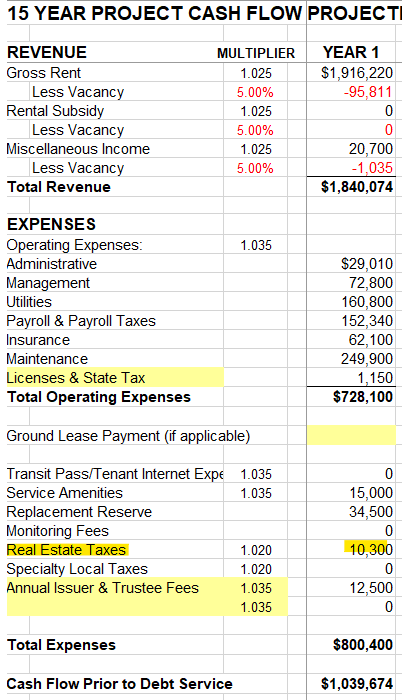 15 YEAR PROJECT CASH FLOW PROJECTI
REVENUE MULTIPLIER YEAR 1
Gross Rent 1.025 $1,916,220
Less Vacancy 5.00% -95,811
Rental Subsidy 1.025 0
Less Vacancy 5.00% 0
Miscellaneous Income 1.025 20,700
Less Vacancy 5.00% -1,035
Total Revenue $1,840,074
EXPENSES
Operating Expenses: 1.035
Administrative $29,010
Management 72,800
Utilities 160,800
Payroll & Payroll Taxes 152,340
Insurance 62,100
Maintenance 249,900
Licenses & State Tax 1,150
Total Operating Expenses $728,100
Ground Lease Payment (if applicable)
Transit Pass/Tenant Internet Expe 1.035 0
Service Amenities 1.035 15,000
Replacement Reserve 34,500
Monitoring Fees 0
Real Estate Taxes 1.020 10,300
Specialty Local Taxes 1.020 0
Annual Issuer & Trustee Fees 1.035 12,500
1.035 0
Total Expenses $800,400
Cash Flow Prior to Debt Service $1,039,674